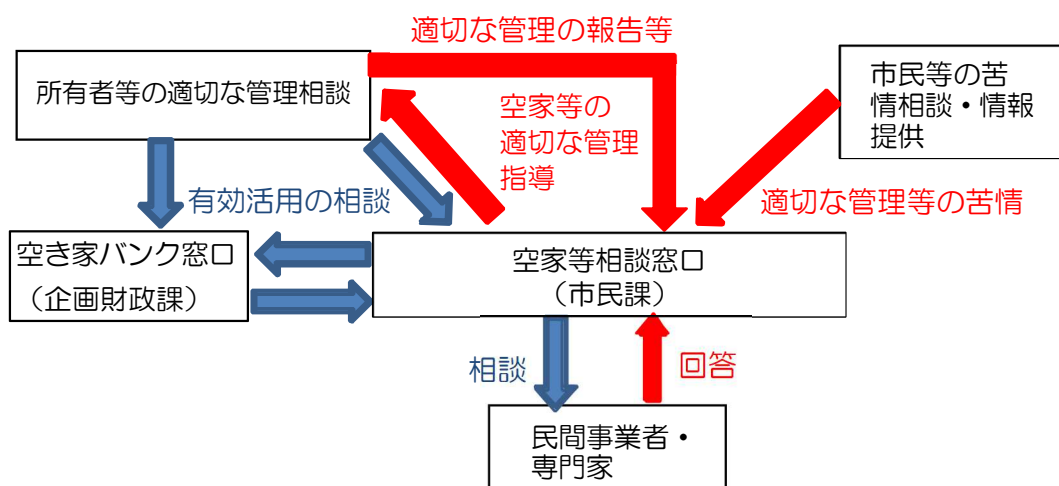 適切な管理の報告等
所有者等の適切な管理相談
市民等の苦
情相談・情報
提供
空家等の
適切な管理
指導
有効活用の相談
適切な管理等の苦情
空き家バンク窓口
（企画財政課）
空家等相談窓口
（市民課）
相談
回答
民間事業者・
専門家